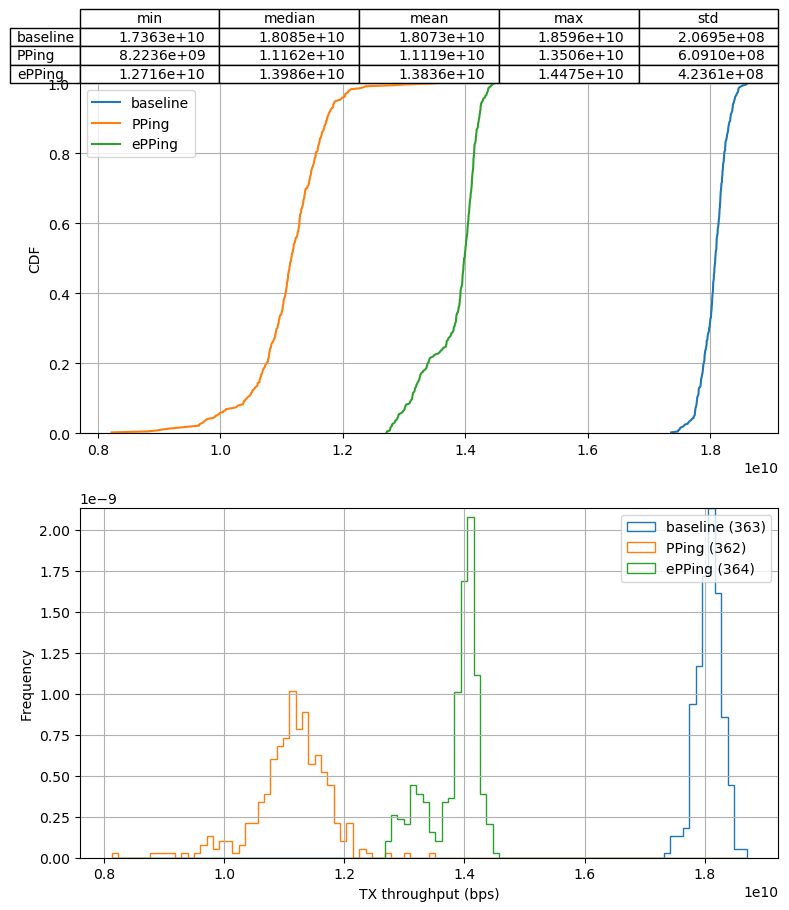 min median mean max std
baseline 1.7363e+10 1.8085e+10 1.8073e+10 1.8596e+10 2.0695e+08
PPing 8.2236e+09 1.1162e+10 1.1119e+10 1.3506e+10 6.0910e+08
ePPing 1.2716e+10 1.3986e+10 1.3836e+10 1.4475e+10 4.2361e+08
1.0
baseline
PPing
ePPing
0.8
0.6
CDF
0.4
0.2
0.0
0.8 1.0 1.2 1.4 1.6 1.8
1e10
1e−9
baseline (363)
PPing (362)
ePPing (364)
2.00
1.75
1.50
1.25
1.00
Frequency
0.75
0.50
0.25
0.00
0.8 1.0 1.2 1.4 1.6 1.8
TX throughput (bps)
1e10